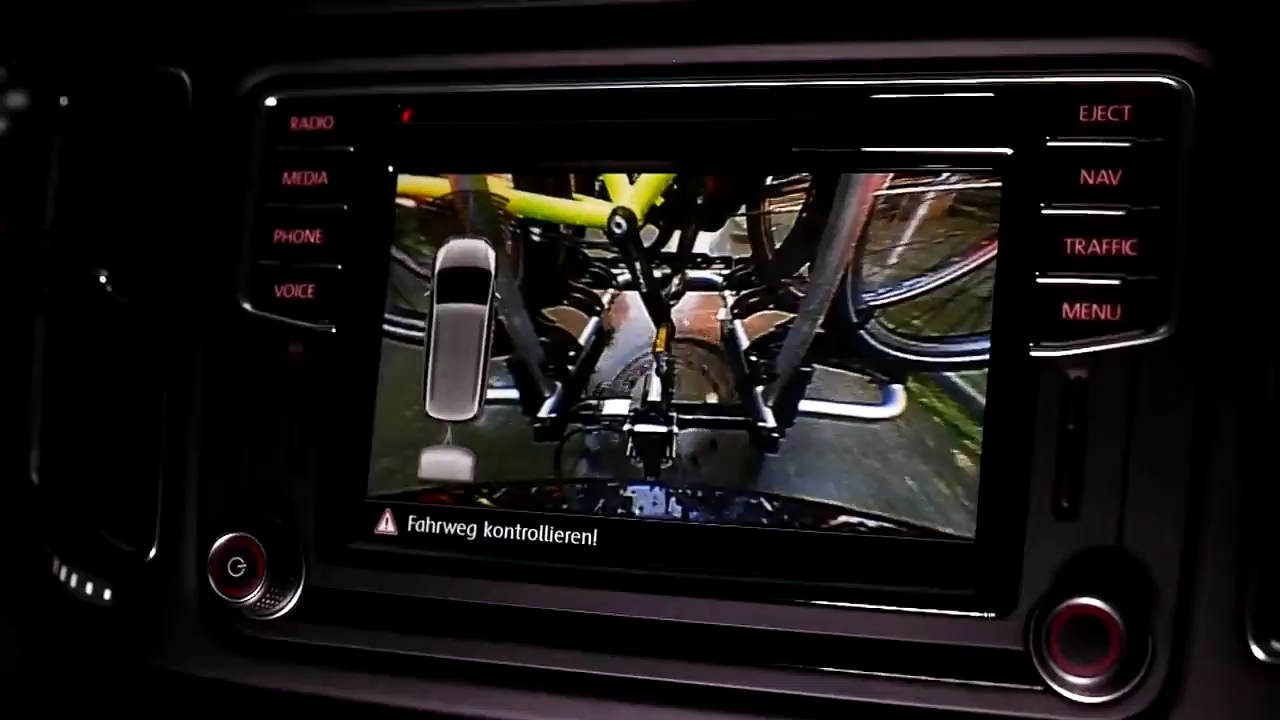 RADIO
MEDIA
PHONE
VOICE
EJECT
NAV
TRAFFIC
MENU
Fahrweg kontrollieren!